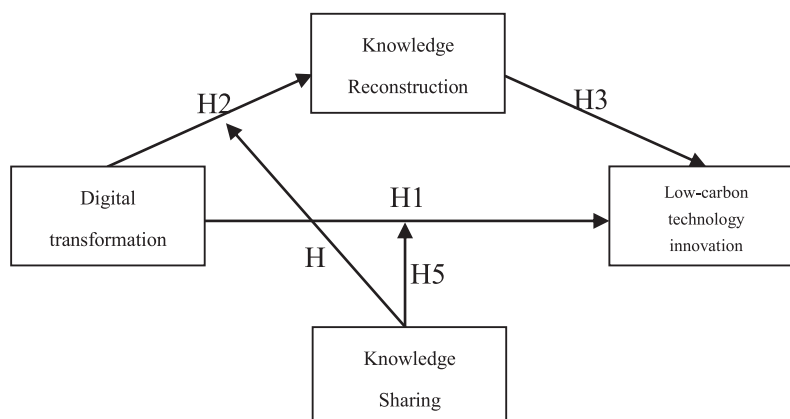 Knowledge
Reconstruction
H2
H3
Digital
transformation
H1
Low-carbon
technology
innovation
H
H5
Knowledge
Sharing